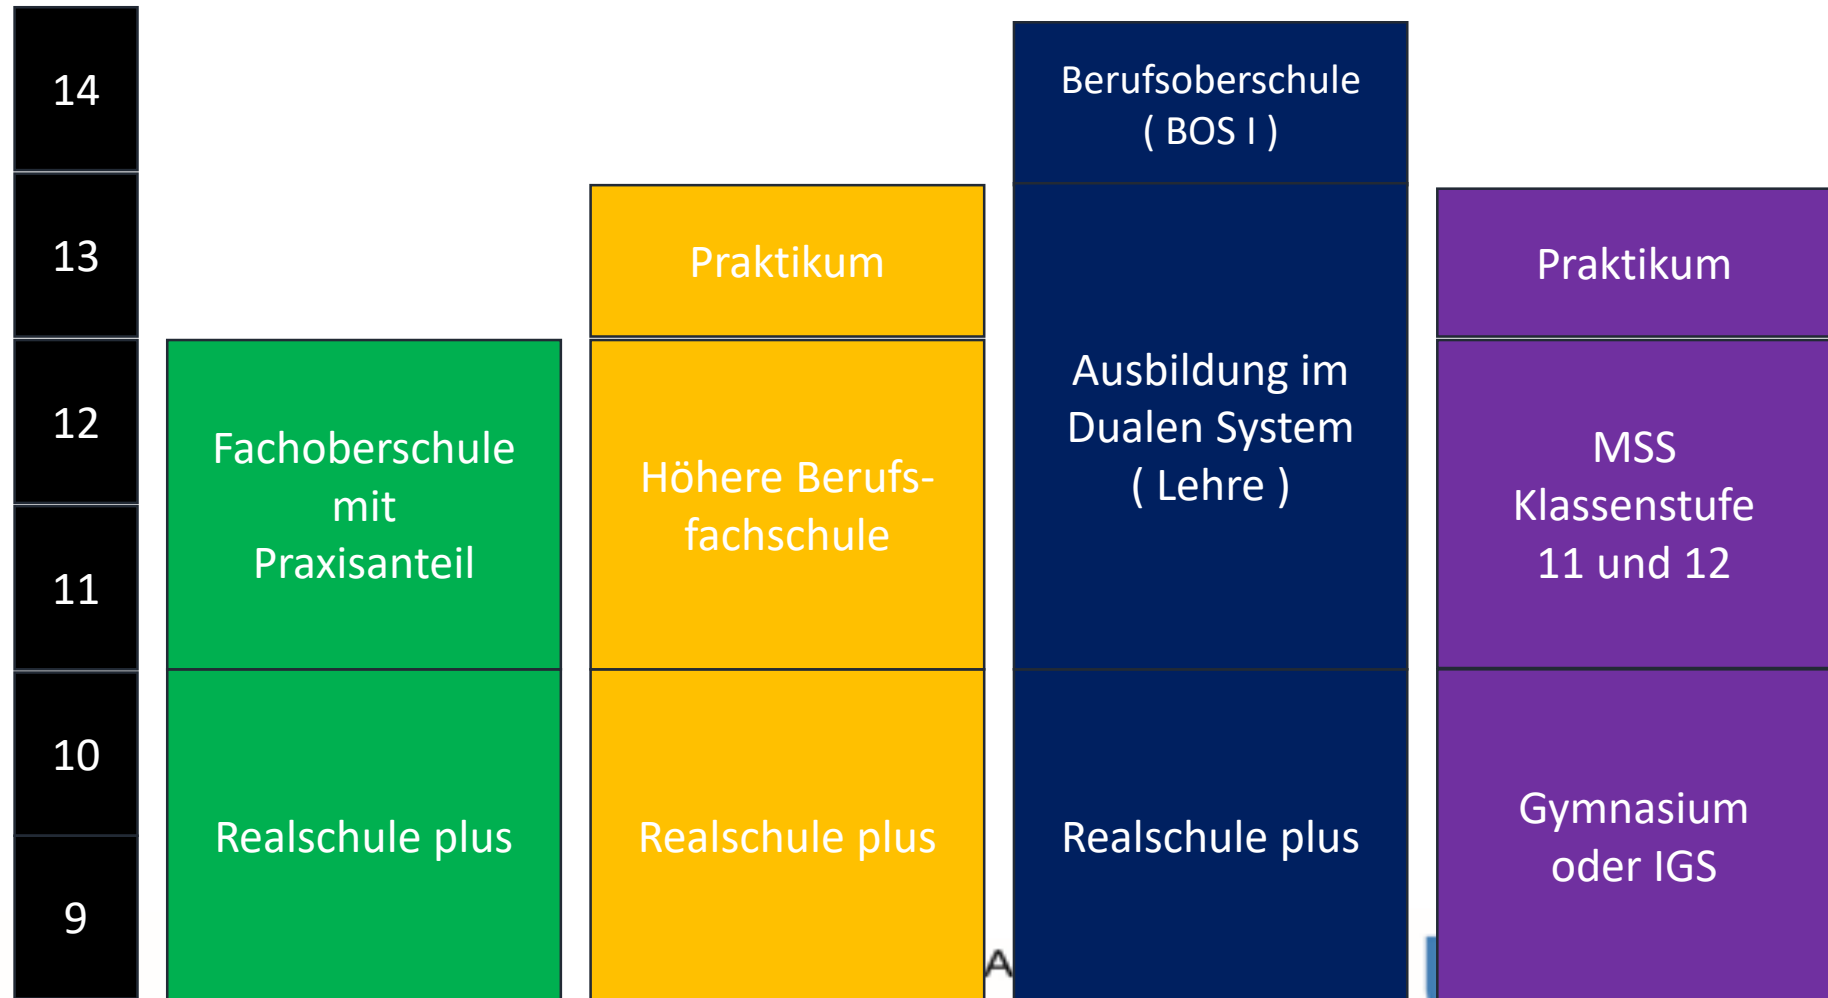 14
13
12
11
10
9
Fachoberschule
mit
Praxisanteil
Realschule plus
Praktikum
Höhere Berufs-
fachschule
Realschule plus
Berufsoberschule
( BOS I )
Ausbildung im
Dualen System
( Lehre )
Realschule plus
Praktikum
MSS
Klassenstufe
11 und 12
Gymnasium
oder IGS
A